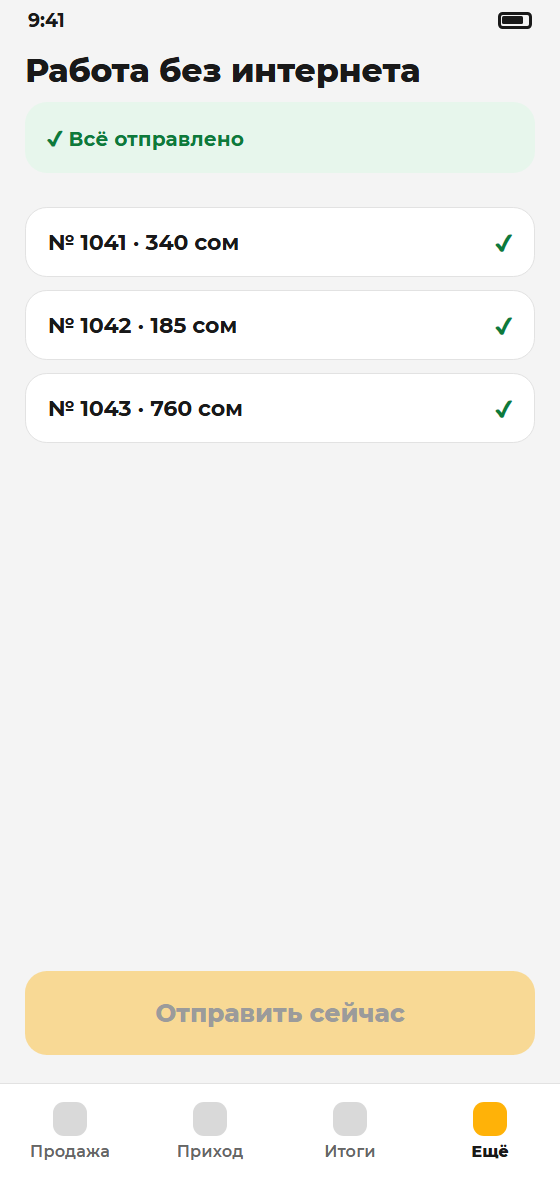 9:41
Работа без интернета
✓ Всё отправлено
№ 1041 · 340 сом ✓
№ 1042 · 185 сом ✓
№ 1043 · 760 сом ✓
Отправить сейчас
Продажа Приход Итоги Ещё